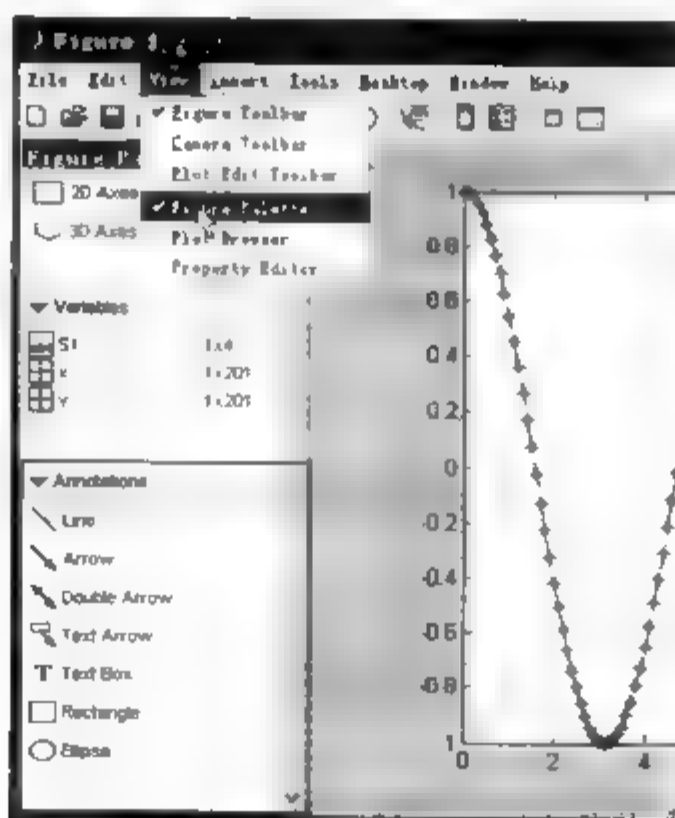 Figure 1
File Edit View Insert Tools Desktop Window Help
Figure Toolbar
Camera Toolbar
Plot Edit Toolbar
Figure Palette
Plot Browser
Property Editor
Figure P
2D Axes
3D Axes
Variables
S1 1x4
x 1x201
Y 1x201
Annotations
Line
Arrow
Double Arrow
Text Arrow
T Text Box
Rectangle
Ellipse
1
0.8
0.6
0.4
0.2
0
-0.2
-0.4
-0.6
-0.8
-1
0 2 4